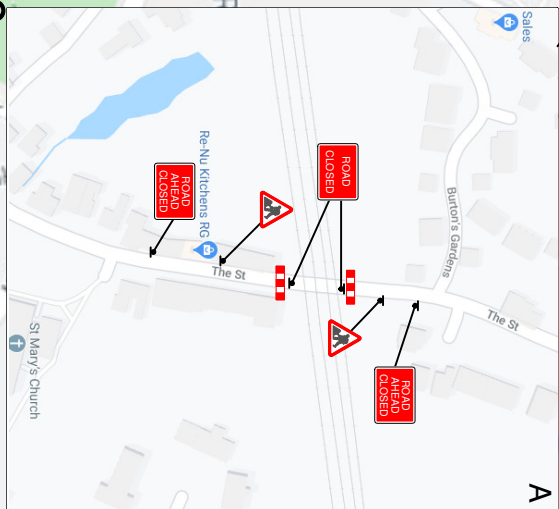 Sales
Re-Nu Kitchens RG
ROAD
CLOSED
ROAD
AHEAD
CLOSED
Burton's Gardens
The St
The St
St Mary's Church
ROAD
AHEAD
CLOSED
A